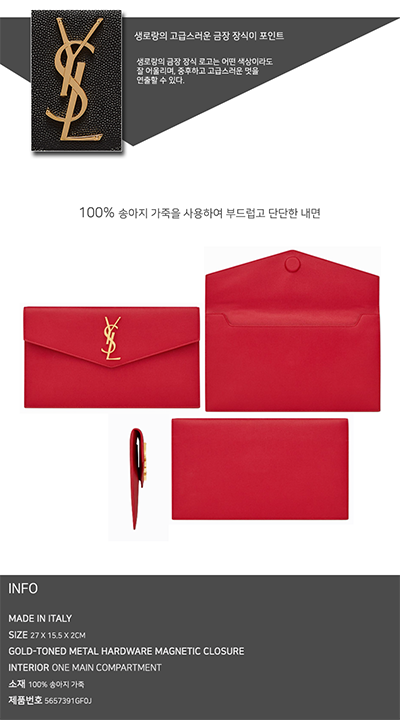 생로랑의 고급스러운 금장 장식이 포인트
생로랑의 금장 장식 로고는 어떤 색상이라도
잘 어울리며, 중후하고 고급스러운 멋을
연출할 수 있다.
100% 송아지 가죽을 사용하여 부드럽고 단단한 내면
INFO
MADE IN ITALY
SIZE 27 X 15.5 X 2CM
GOLD-TONED METAL HARDWARE MAGNETIC CLOSURE
INTERIOR ONE MAIN COMPARTMENT
소재 100% 송아지 가죽
제품번호 5657391GF0J